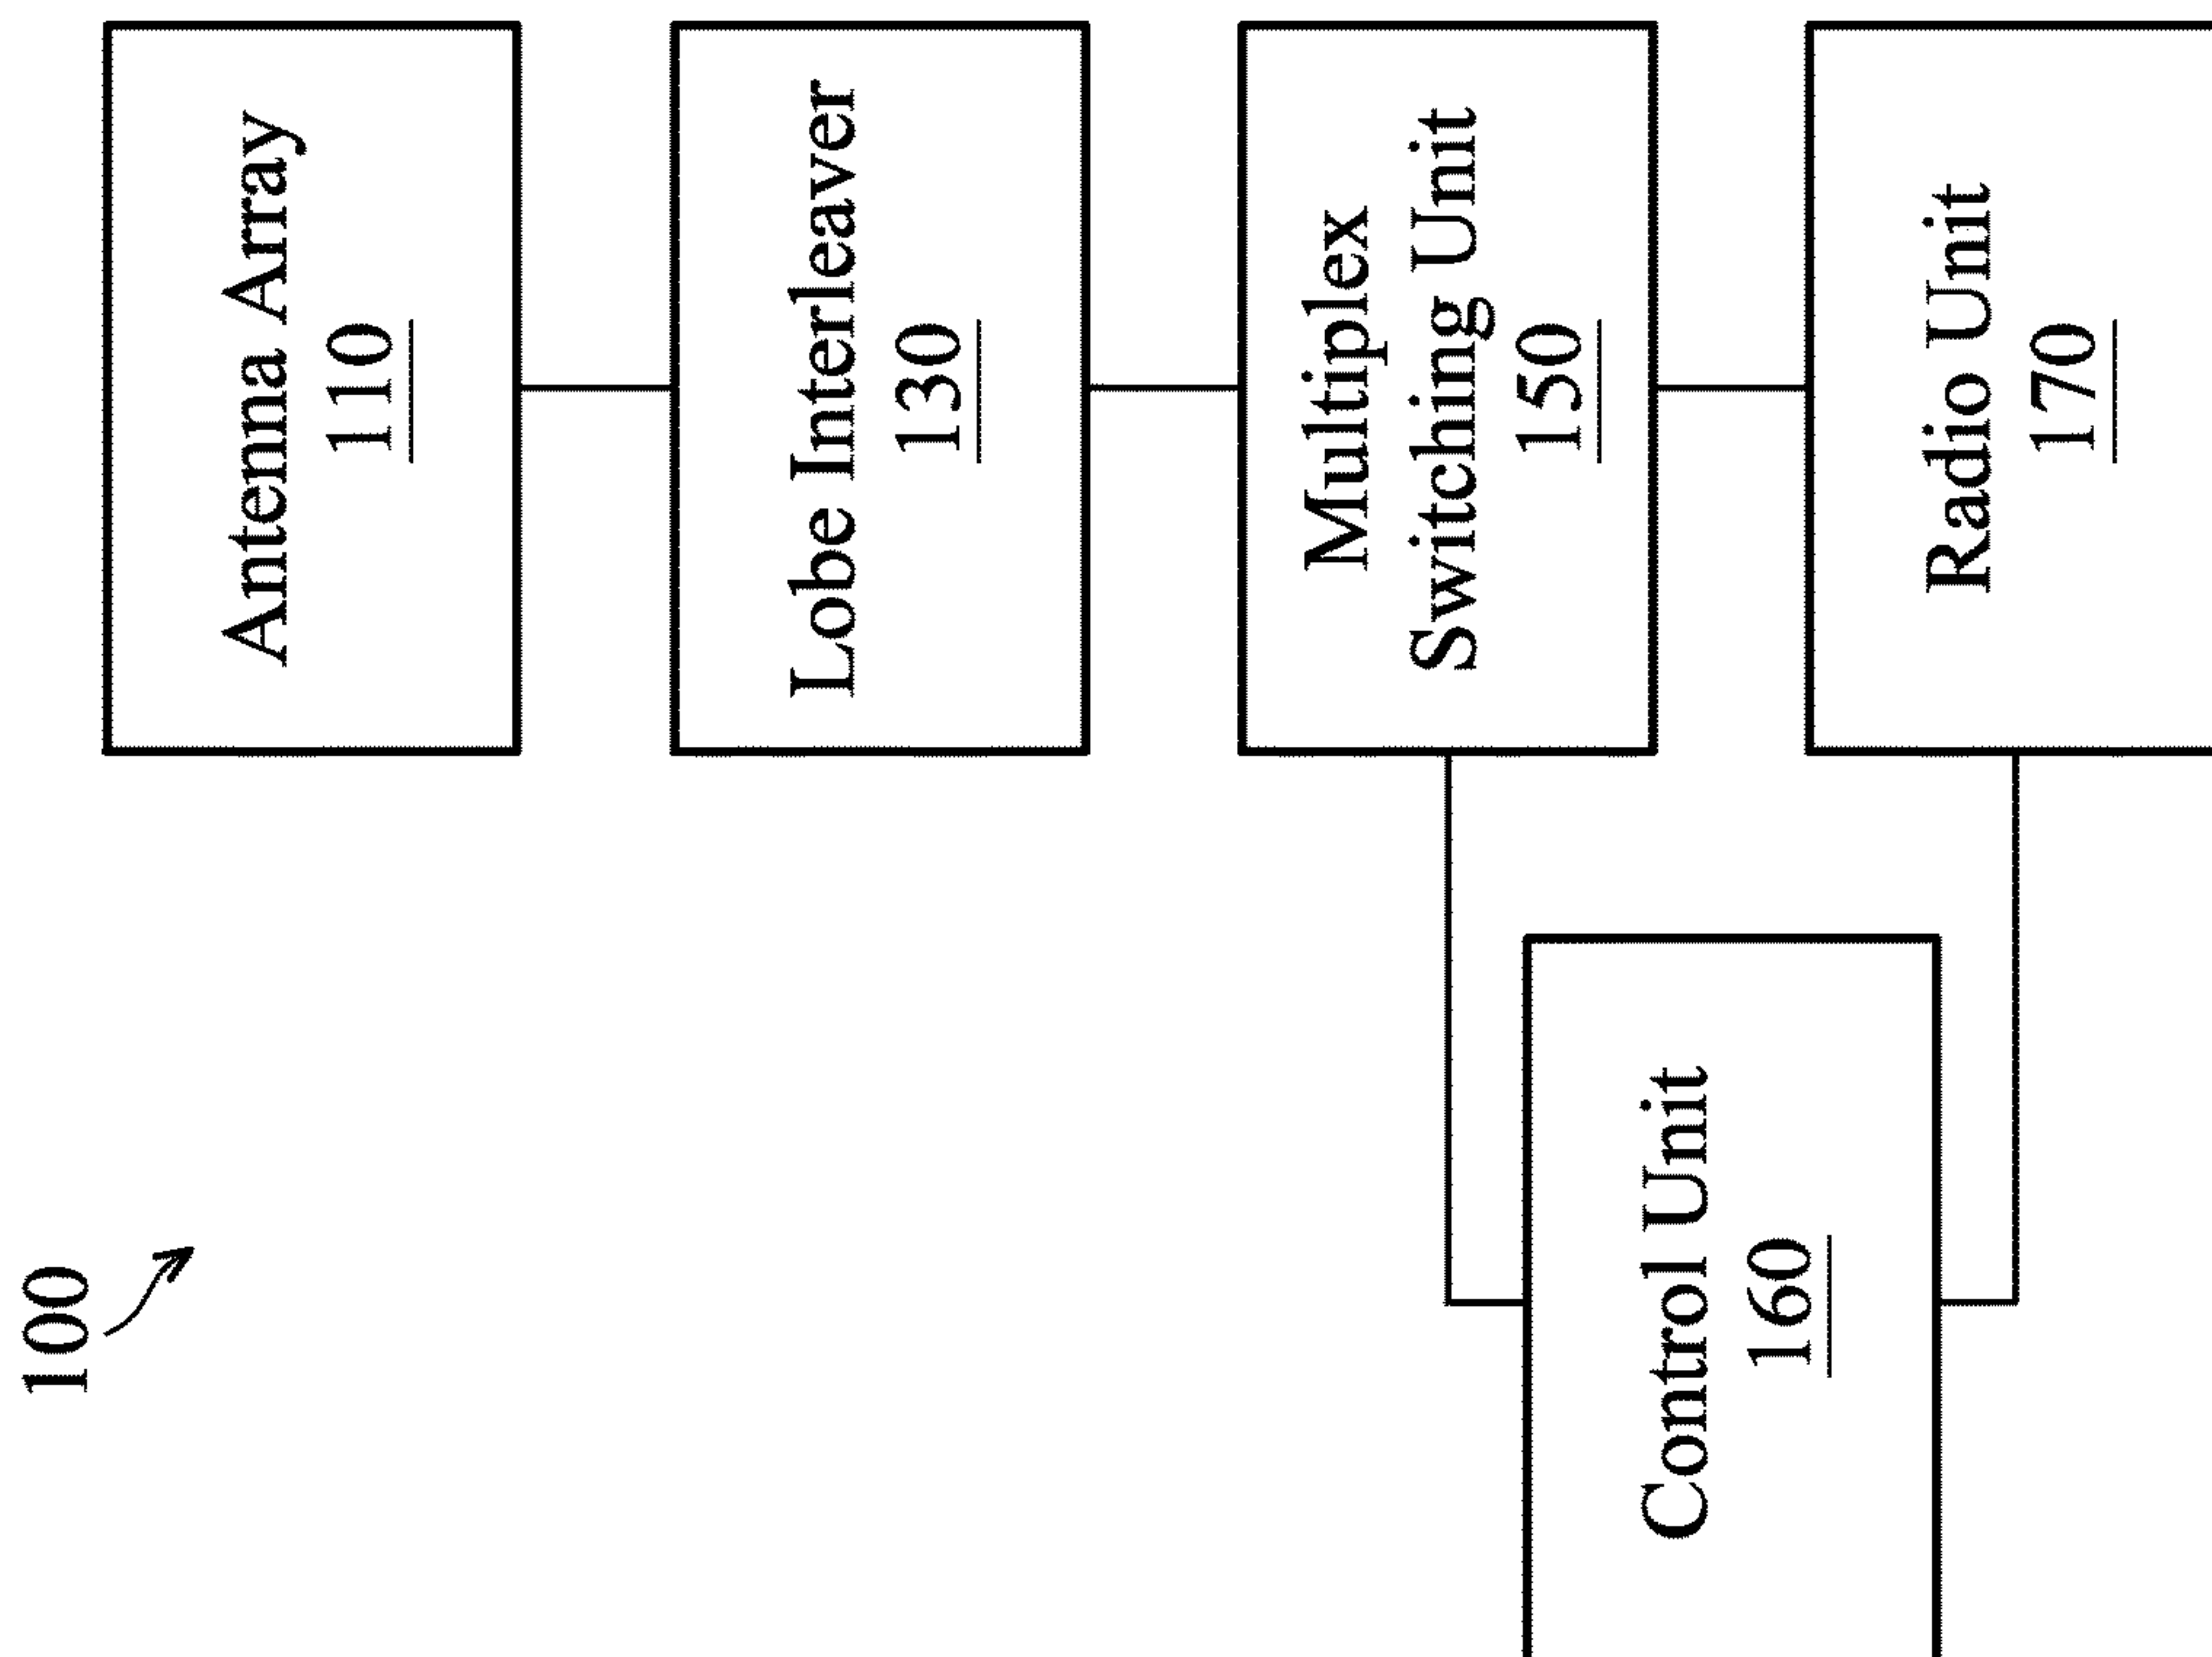 100
Antenna Array
110
Lobe Interleaver
130
Multiplex
Switching Unit
150
Control Unit
160
Radio Unit
170